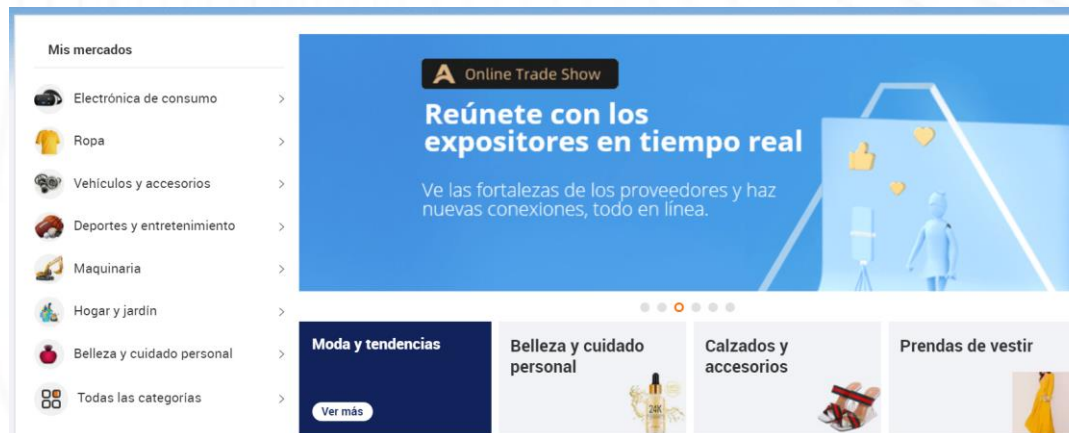 Mis mercados
Electrónica de consumo
Ropa
Vehículos y accesorios
Deportes y entretenimiento
Maquinaria
Hogar y jardín
Belleza y cuidado personal
Todas las categorías
A Online Trade Show
Reúnete con los
expositores en tiempo real
Ve las fortalezas de los proveedores y haz
nuevas conexiones, todo en línea.
Moda y tendencias
Ver más
Belleza y cuidado
personal
24K
Calzados y
accesorios
Prendas de vestir